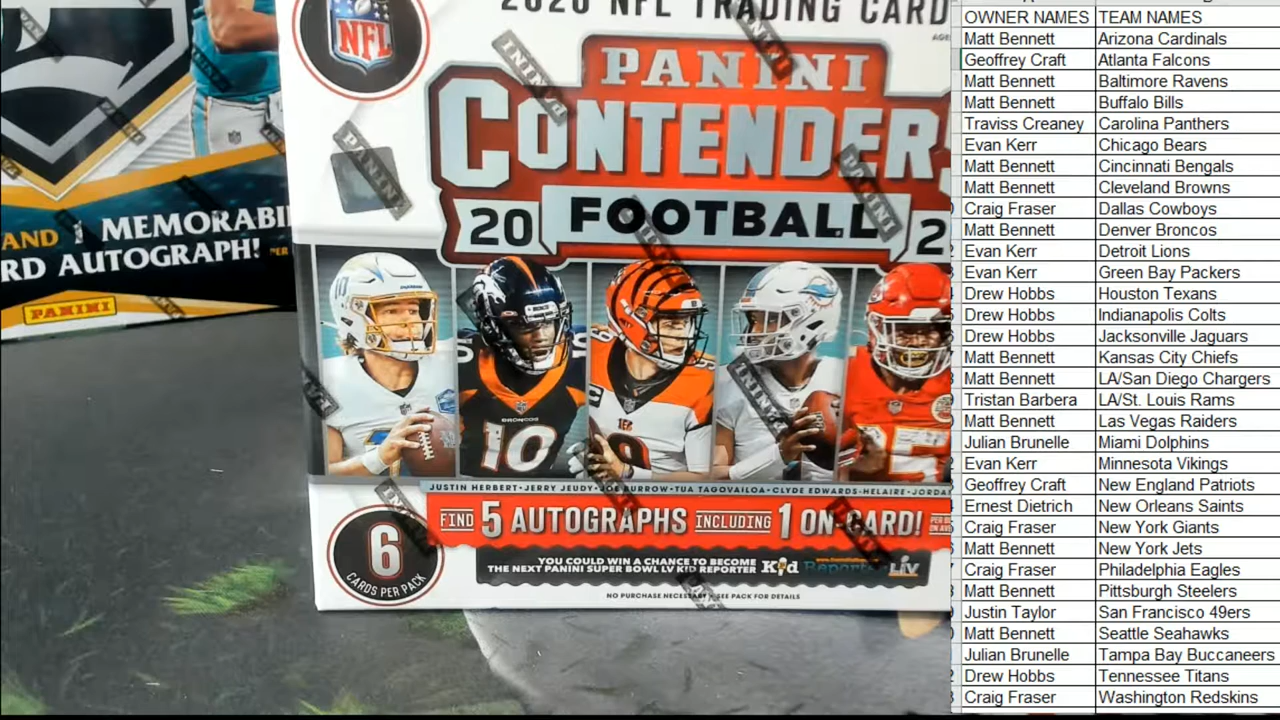 2020 NFL TRADING CARD
NFL
PANINI
CONTENDERS
20 FOOTBALL 2
AND 1 MEMORABI
RD AUTOGRAPH!
PANINI
10
JUSTIN HERBERT • JERRY JEUDY • JOE BURROW • TUA TAGOVAILOA • CLYDE EDWARDS-HELAIRE • JORDA
FIND 5 AUTOGRAPHS INCLUDING 1 ON-CARD!
6
CARDS PER PACK
YOU COULD WIN A CHANCE TO BECOME
THE NEXT PANINI SUPER BOWL LV KID REPORTER
Kid Reporter LIV
NO PURCHASE NECESSARY • SEE PACK FOR DETAILS
OWNER NAMES TEAM NAMES
Matt Bennett Arizona Cardinals
Geoffrey Craft Atlanta Falcons
Matt Bennett Baltimore Ravens
Matt Bennett Buffalo Bills
Traviss Creaney Carolina Panthers
Evan Kerr Chicago Bears
Matt Bennett Cincinnati Bengals
Matt Bennett Cleveland Browns
Craig Fraser Dallas Cowboys
Matt Bennett Denver Broncos
Evan Kerr Detroit Lions
Evan Kerr Green Bay Packers
Drew Hobbs Houston Texans
Drew Hobbs Indianapolis Colts
Drew Hobbs Jacksonville Jaguars
Matt Bennett Kansas City Chiefs
Matt Bennett LA/San Diego Chargers
Tristan Barbera LA/St. Louis Rams
Matt Bennett Las Vegas Raiders
Julian Brunelle Miami Dolphins
Evan Kerr Minnesota Vikings
Geoffrey Craft New England Patriots
Ernest Dietrich New Orleans Saints
Craig Fraser New York Giants
Matt Bennett New York Jets
Craig Fraser Philadelphia Eagles
Matt Bennett Pittsburgh Steelers
Justin Taylor San Francisco 49ers
Matt Bennett Seattle Seahawks
Julian Brunelle Tampa Bay Buccaneers
Drew Hobbs Tennessee Titans
Craig Fraser Washington Redskins